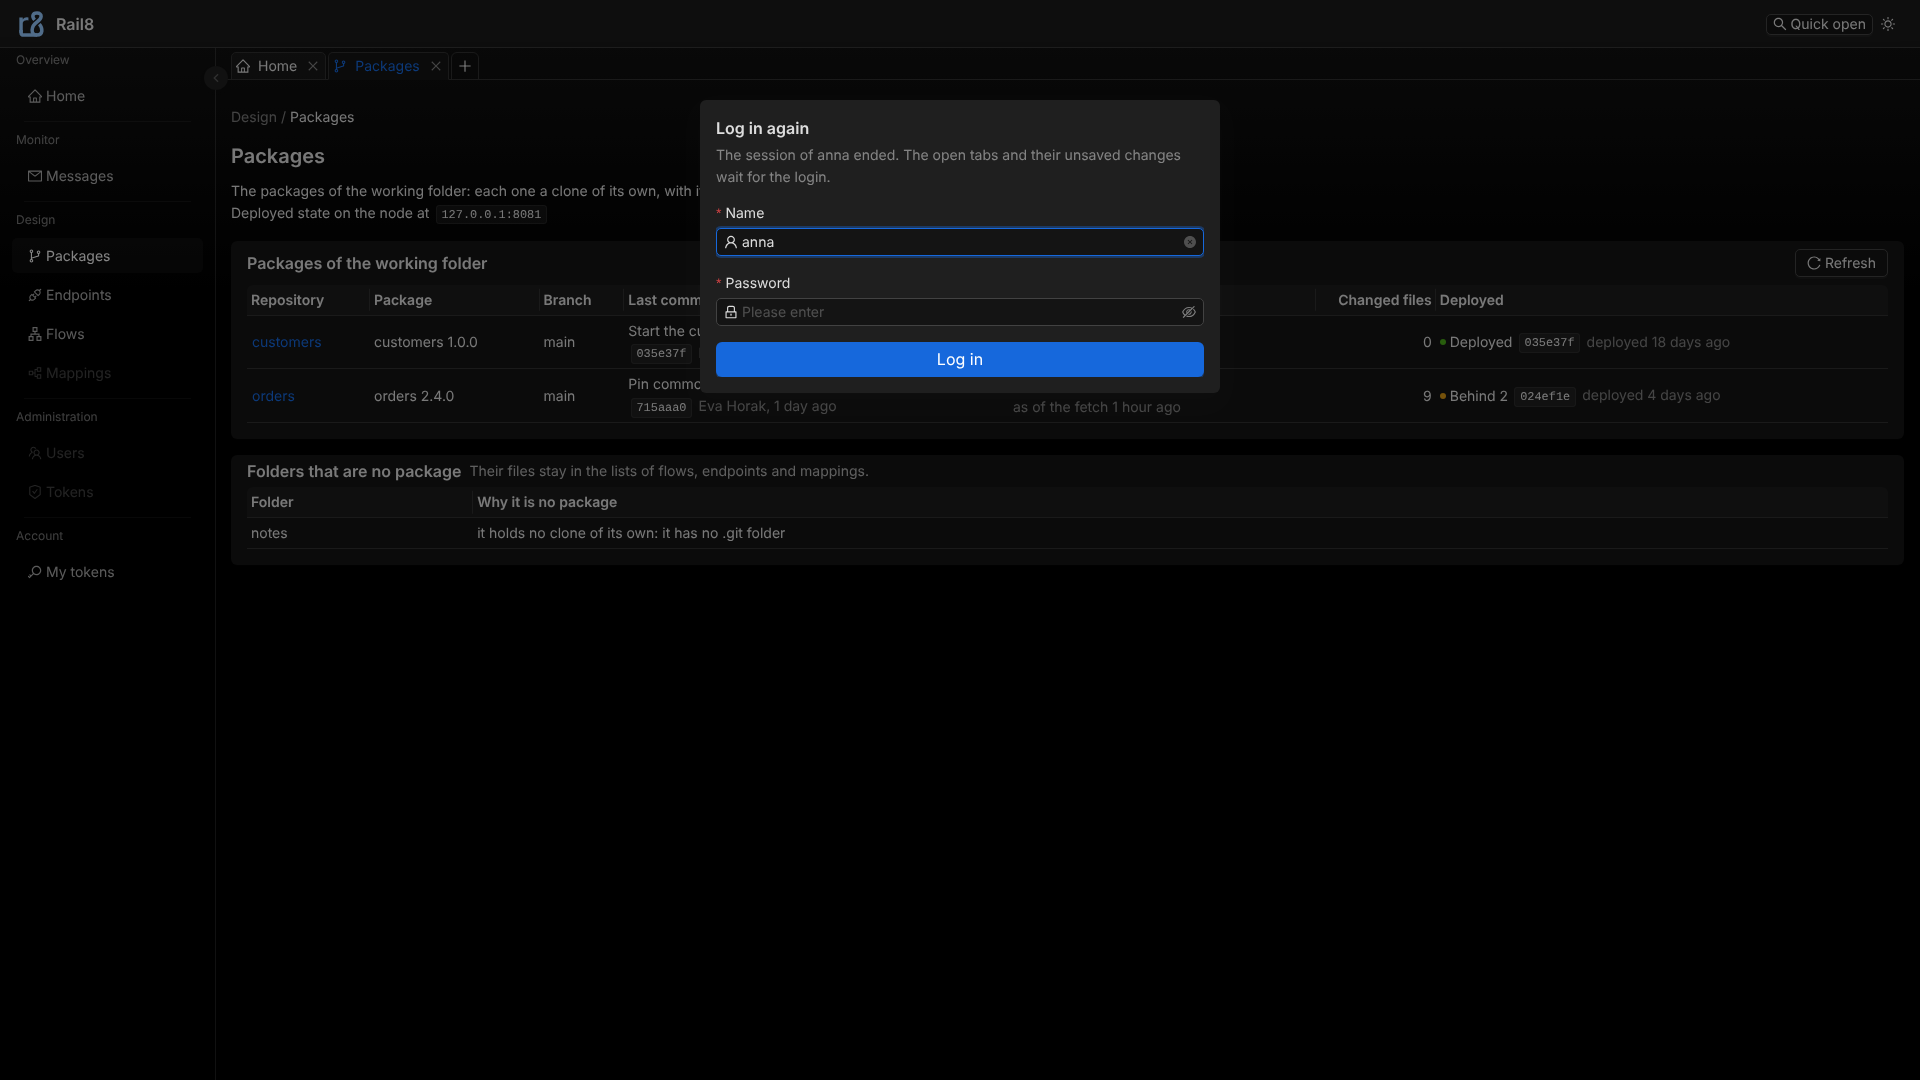 r8 Rail8
Quick open
Overview
Home
Monitor
Messages
Design
Packages
Endpoints
Flows
Mappings
Administration
Users
Tokens
Account
My tokens
Home
Packages
Design / Packages
Packages
The packages of the working folder: each one a clone of its own, with
Deployed state on the node at 127.0.0.1:8081
Log in again
The session of anna ended. The open tabs and their unsaved changes
wait for the login.
* Name
anna
* Password
Please enter
Log in
Packages of the working folder
Refresh
Repository Package Branch Last comm Changed files Deployed
customers customers 1.0.0 main Start the 035e37f 0 Deployed 035e37f deployed 18 days ago
orders orders 2.4.0 main Pin commo 715aaa0 Eva Horak, 1 day ago as of the fetch 1 hour ago 9 Behind 2 024ef1e deployed 4 days ago
Folders that are no package Their files stay in the lists of flows, endpoints and mappings.
Folder Why it is no package
notes it holds no clone of its own: it has no .git folder